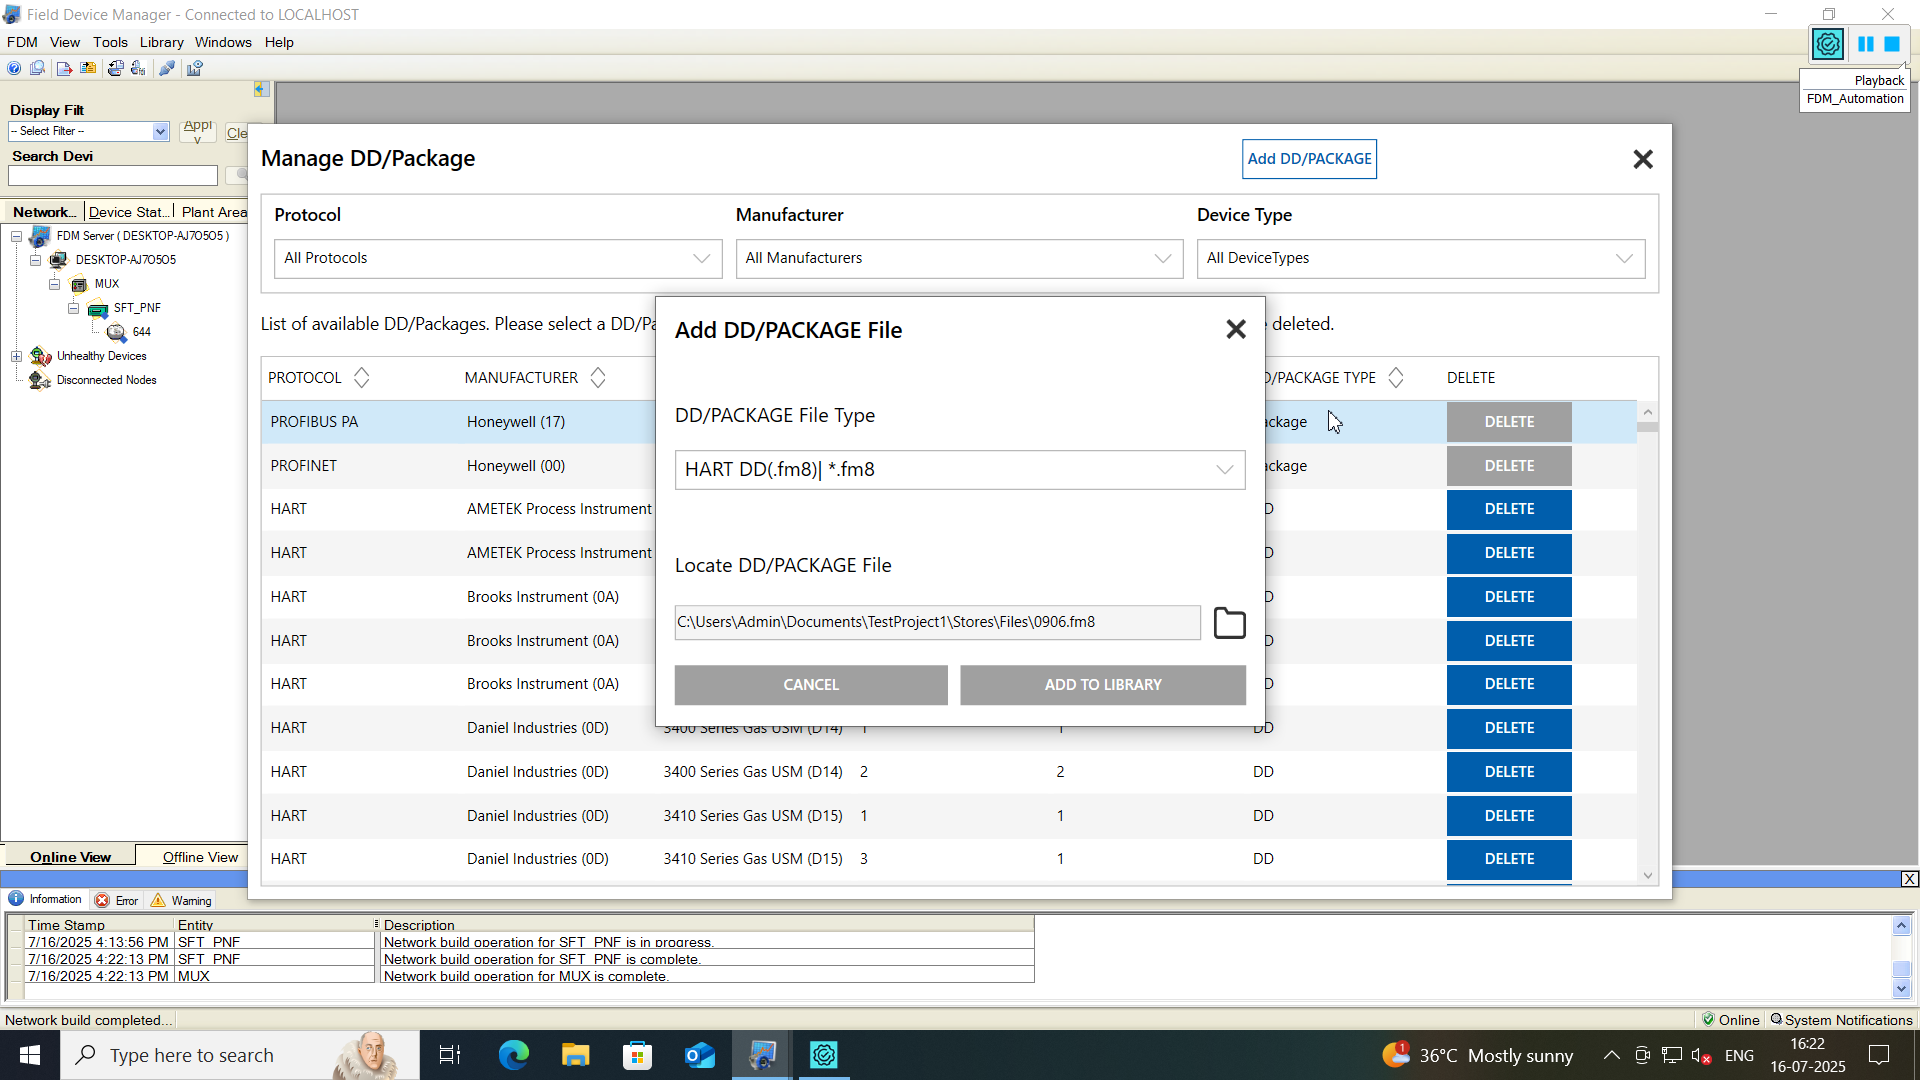 Field Device Manager - Connected to LOCALHOST
FDM View Tools Library Windows Help
Playback
FDM_Automation
Display Filt
-- Select Filter --
Appl
y
Cle
Search Devi
Network... Device Stat... Plant Area
FDM Server ( DESKTOP-AJ7O5O5 )
DESKTOP-AJ7O5O5
MUX
SFT_PNF
644
Unhealthy Devices
Disconnected Nodes
Online View Offline View
Manage DD/Package
Add DD/PACKAGE
Protocol Manufacturer Device Type
All Protocols All Manufacturers All DeviceTypes
List of available DD/Packages. Please select a DD/Pa
deleted.
PROTOCOL MANUFACTURER D/PACKAGE TYPE DELETE
PROFIBUS PA Honeywell (17) ackage DELETE
PROFINET Honeywell (00) ackage DELETE
HART AMETEK Process Instrument D DELETE
HART AMETEK Process Instrument D DELETE
HART Brooks Instrument (0A) D DELETE
HART Brooks Instrument (0A) D DELETE
HART Brooks Instrument (0A) D DELETE
HART Daniel Industries (0D) 3400 Series Gas USM (D14) 1 1 DD DELETE
HART Daniel Industries (0D) 3400 Series Gas USM (D14) 2 2 DD DELETE
HART Daniel Industries (0D) 3410 Series Gas USM (D15) 1 1 DD DELETE
HART Daniel Industries (0D) 3410 Series Gas USM (D15) 3 1 DD DELETE
Add DD/PACKAGE File
DD/PACKAGE File Type
HART DD(.fm8)| *.fm8
Locate DD/PACKAGE File
C:\Users\Admin\Documents\TestProject1\Stores\Files\0906.fm8
CANCEL ADD TO LIBRARY
Information Error Warning
Time Stamp Entity Description
7/16/2025 4:13:56 PM SFT_PNF Network build operation for SFT_PNF is in progress.
7/16/2025 4:22:13 PM SFT_PNF Network build operation for SFT_PNF is complete.
7/16/2025 4:22:13 PM MUX Network build operation for MUX is complete.
Network build completed...
Online System Notifications
Type here to search
1
36°C Mostly sunny
ENG
16:22
16-07-2025